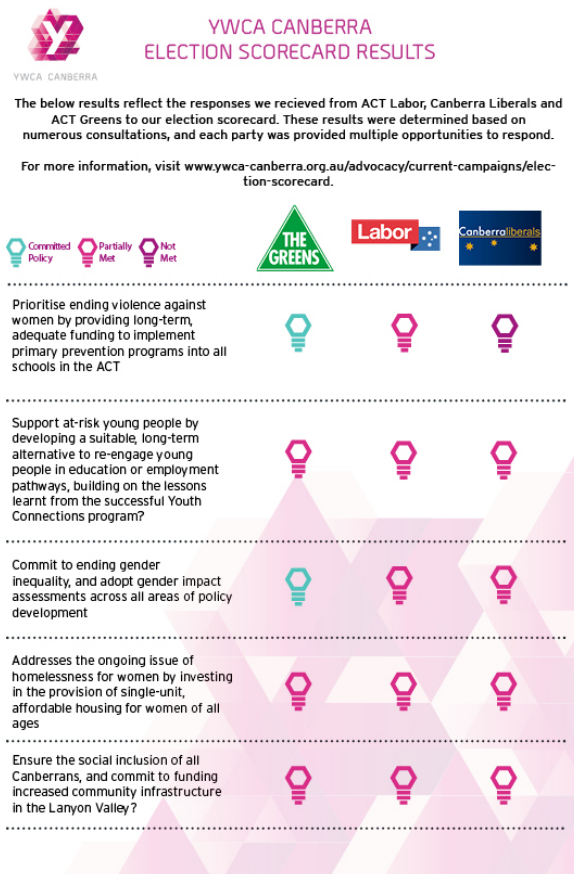 YWCA CANBERRA
YWCA CANBERRA
ELECTION SCORECARD RESULTS
The below results reflect the responses we recieved from ACT Labor, Canberra Liberals and
ACT Greens to our election scorecard. These results were determined based on
numerous consultations, and each party was provided multiple opportunities to respond.
For more information, visit www.ywca-canberra.org.au/advocacy/current-campaigns/elec-
tion-scorecard.
Committed
Policy
Partially
Met
Not
Met
THE
GREENS
Labor
Canberraliberals
Prioritise ending violence against
women by providing long-term,
adequate funding to implement
primary prevention programs into all
schools in the ACT
Support at-risk young people by
developing a suitable, long-term
alternative to re-engage young
people in education or employment
pathways, building on the lessons
learnt from the successful Youth
Connections program?
Commit to ending gender
inequality, and adopt gender impact
assessments across all areas of policy
development
Addresses the ongoing issue of
homelessness for women by investing
in the provision of single-unit,
affordable housing for women of all
ages
Ensure the social inclusion of all
Canberrans, and commit to funding
increased community infrastructure
in the Lanyon Valley?